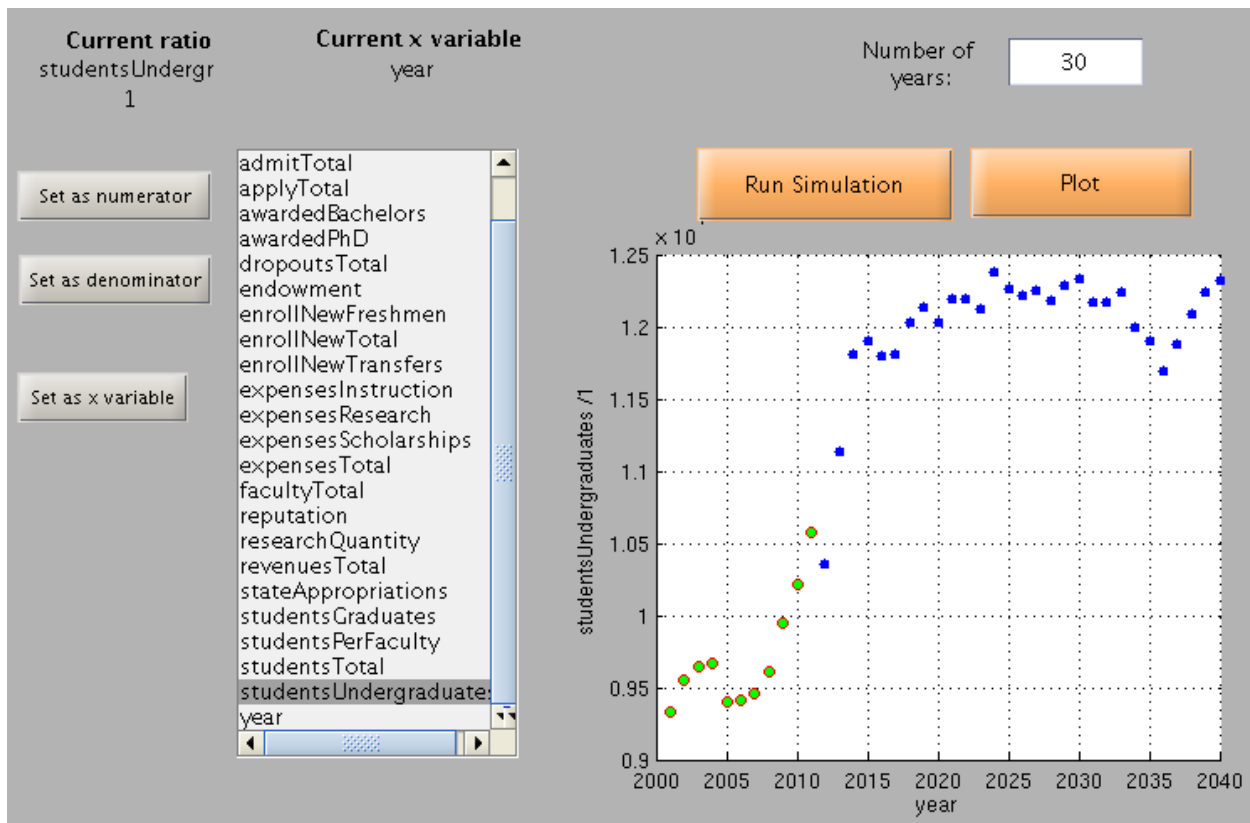 Current ratio
studentsUndergr
1
Current x variable
year
Number of
years:
30
Set as numerator
Set as denominator
Set as x variable
admitTotal
applyTotal
awardedBachelors
awardedPhD
dropoutsTotal
endowment
enrollNewFreshmen
enrollNewTotal
enrollNewTransfers
expensesInstruction
expensesResearch
expensesScholarships
expensesTotal
facultyTotal
reputation
researchQuantity
revenuesTotal
stateAppropriations
studentsGraduates
studentsPerFaculty
studentsTotal
studentsUndergraduate
year
Run Simulation
Plot
× 10
1.25
1.2
1.15
1.1
1.05
1
0.95
0.9
studentsUndergraduates /1
2000 2005 2010 2015 2020 2025 2030 2035 2040
year